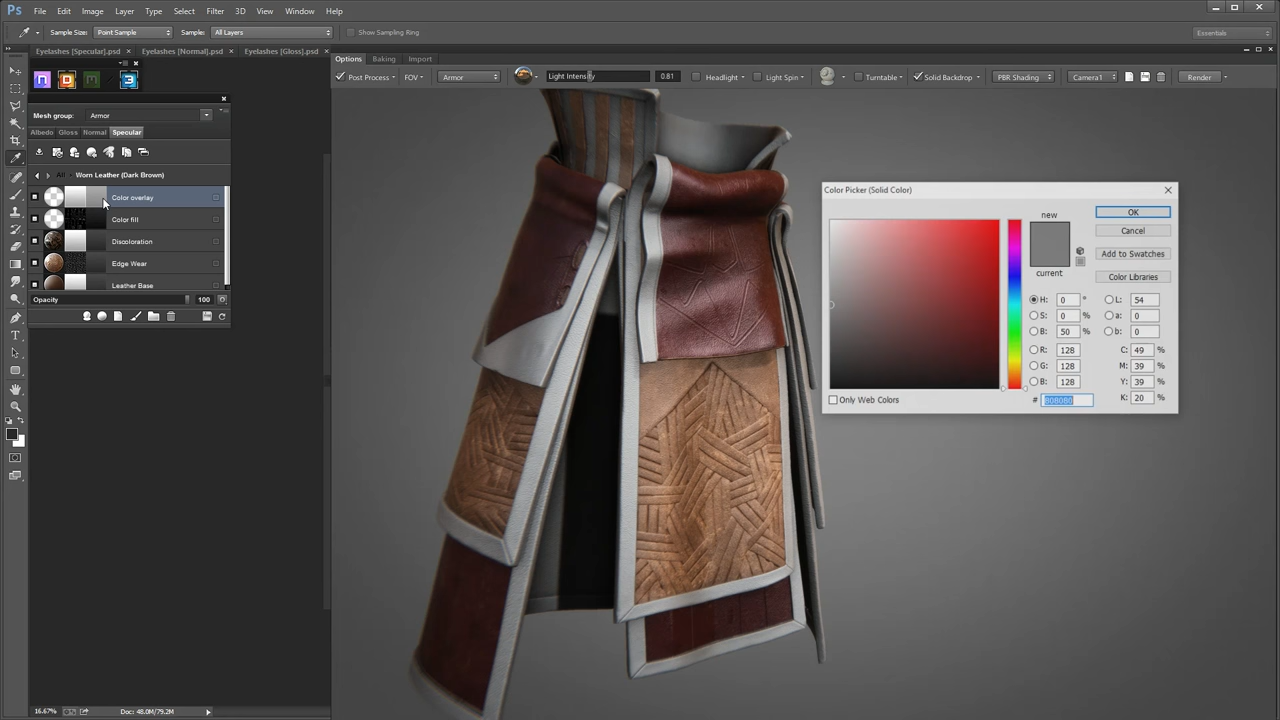 Ps File Edit Image Layer Type Select Filter 3D View Window Help
Sample Size: Point Sample Sample: All Layers Show Sampling Ring Essentials
Eyelashes [Specular].psd × Eyelashes [Normal].psd × Eyelashes [Gloss].psd ×
Options Baking Import
Post Process FOV Armor Light Intensity 0.81 Headlight Light Spin Turntable Solid Backdrop PBR Shading Camera1 Render
n D M 3
Mesh group: Armor
Albedo Gloss Normal Specular
All Worn Leather (Dark Brown)
Color overlay
Color fill
Discoloration
Edge Wear
Leather Base
Opacity 100
Color Picker (Solid Color)
new
current
OK
Cancel
Add to Swatches
Color Libraries
H: 0 ° L: 54
S: 0 % a: 0
B: 50 % b: 0
R: 128 C: 49 %
G: 128 M: 39 %
B: 128 Y: 39 %
# 808080 K: 20 %
Only Web Colors
16.67% Doc: 48.0M/79.2M